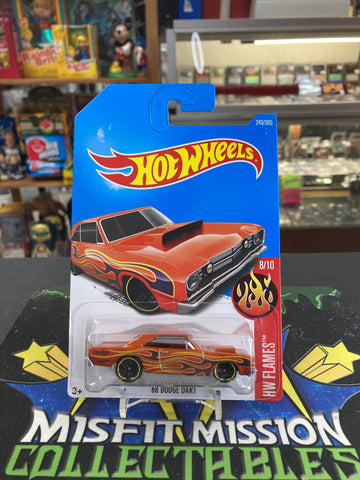 249/365
HOT WHEELS
8/10
HW FLAMES
'68 DODGE DART
3+
MISFIT MISSION
COLLECTABLES